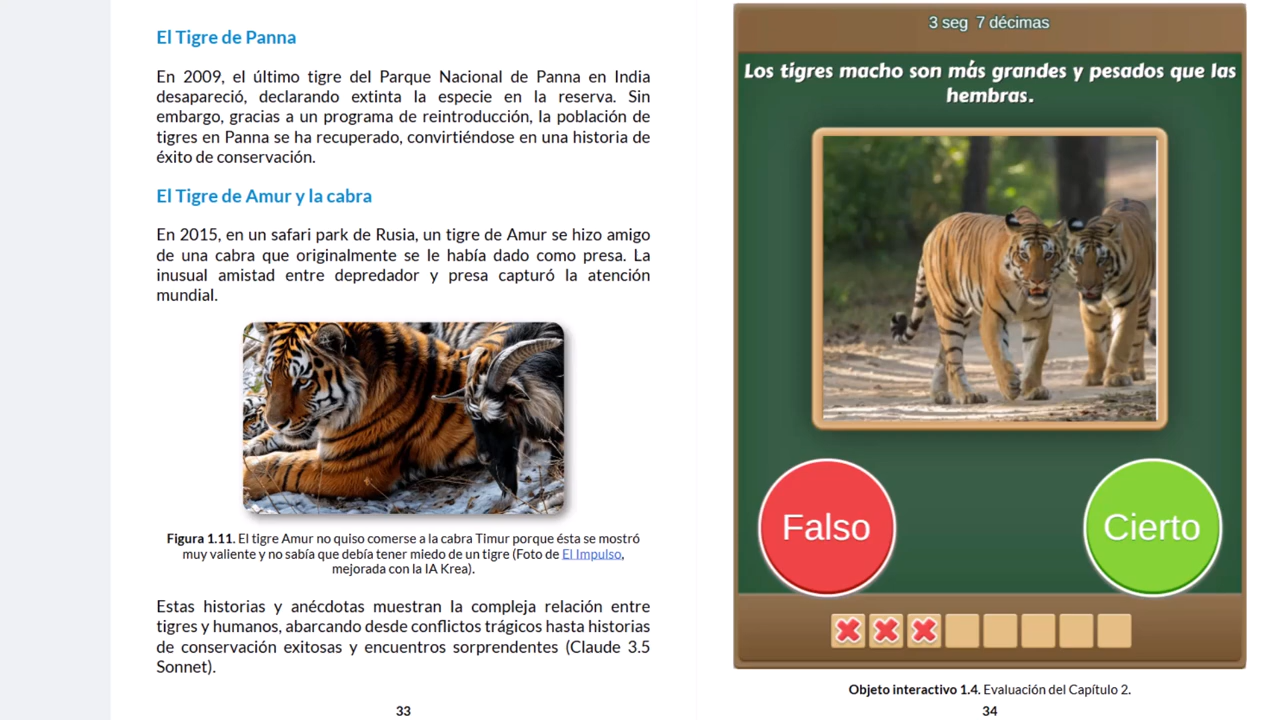 El Tigre de Panna
En 2009, el último tigre del Parque Nacional de Panna en India
desapareció, declarando extinta la especie en la reserva. Sin
embargo, gracias a un programa de reintroducción, la población de
tigres en Panna se ha recuperado, convirtiéndose en una historia de
éxito de conservación.
El Tigre de Amur y la cabra
En 2015, en un safari park de Rusia, un tigre de Amur se hizo amigo
de una cabra que originalmente se le había dado como presa. La
inusual amistad entre depredador y presa capturó la atención
mundial.
Figura 1.11. El tigre Amur no quiso comerse a la cabra Timur porque ésta se mostró
muy valiente y no sabía que debía tener miedo de un tigre (Foto de El Impulso,
mejorada con la IA Krea).
Estas historias y anécdotas muestran la compleja relación entre
tigres y humanos, abarcando desde conflictos trágicos hasta historias
de conservación exitosas y encuentros sorprendentes (Claude 3.5
Sonnet).
33
3 seg 7 décimas
Los tigres macho son más grandes y pesados que las
hembras.
Falso
Cierto
Objeto interactivo 1.4. Evaluación del Capítulo 2.
34